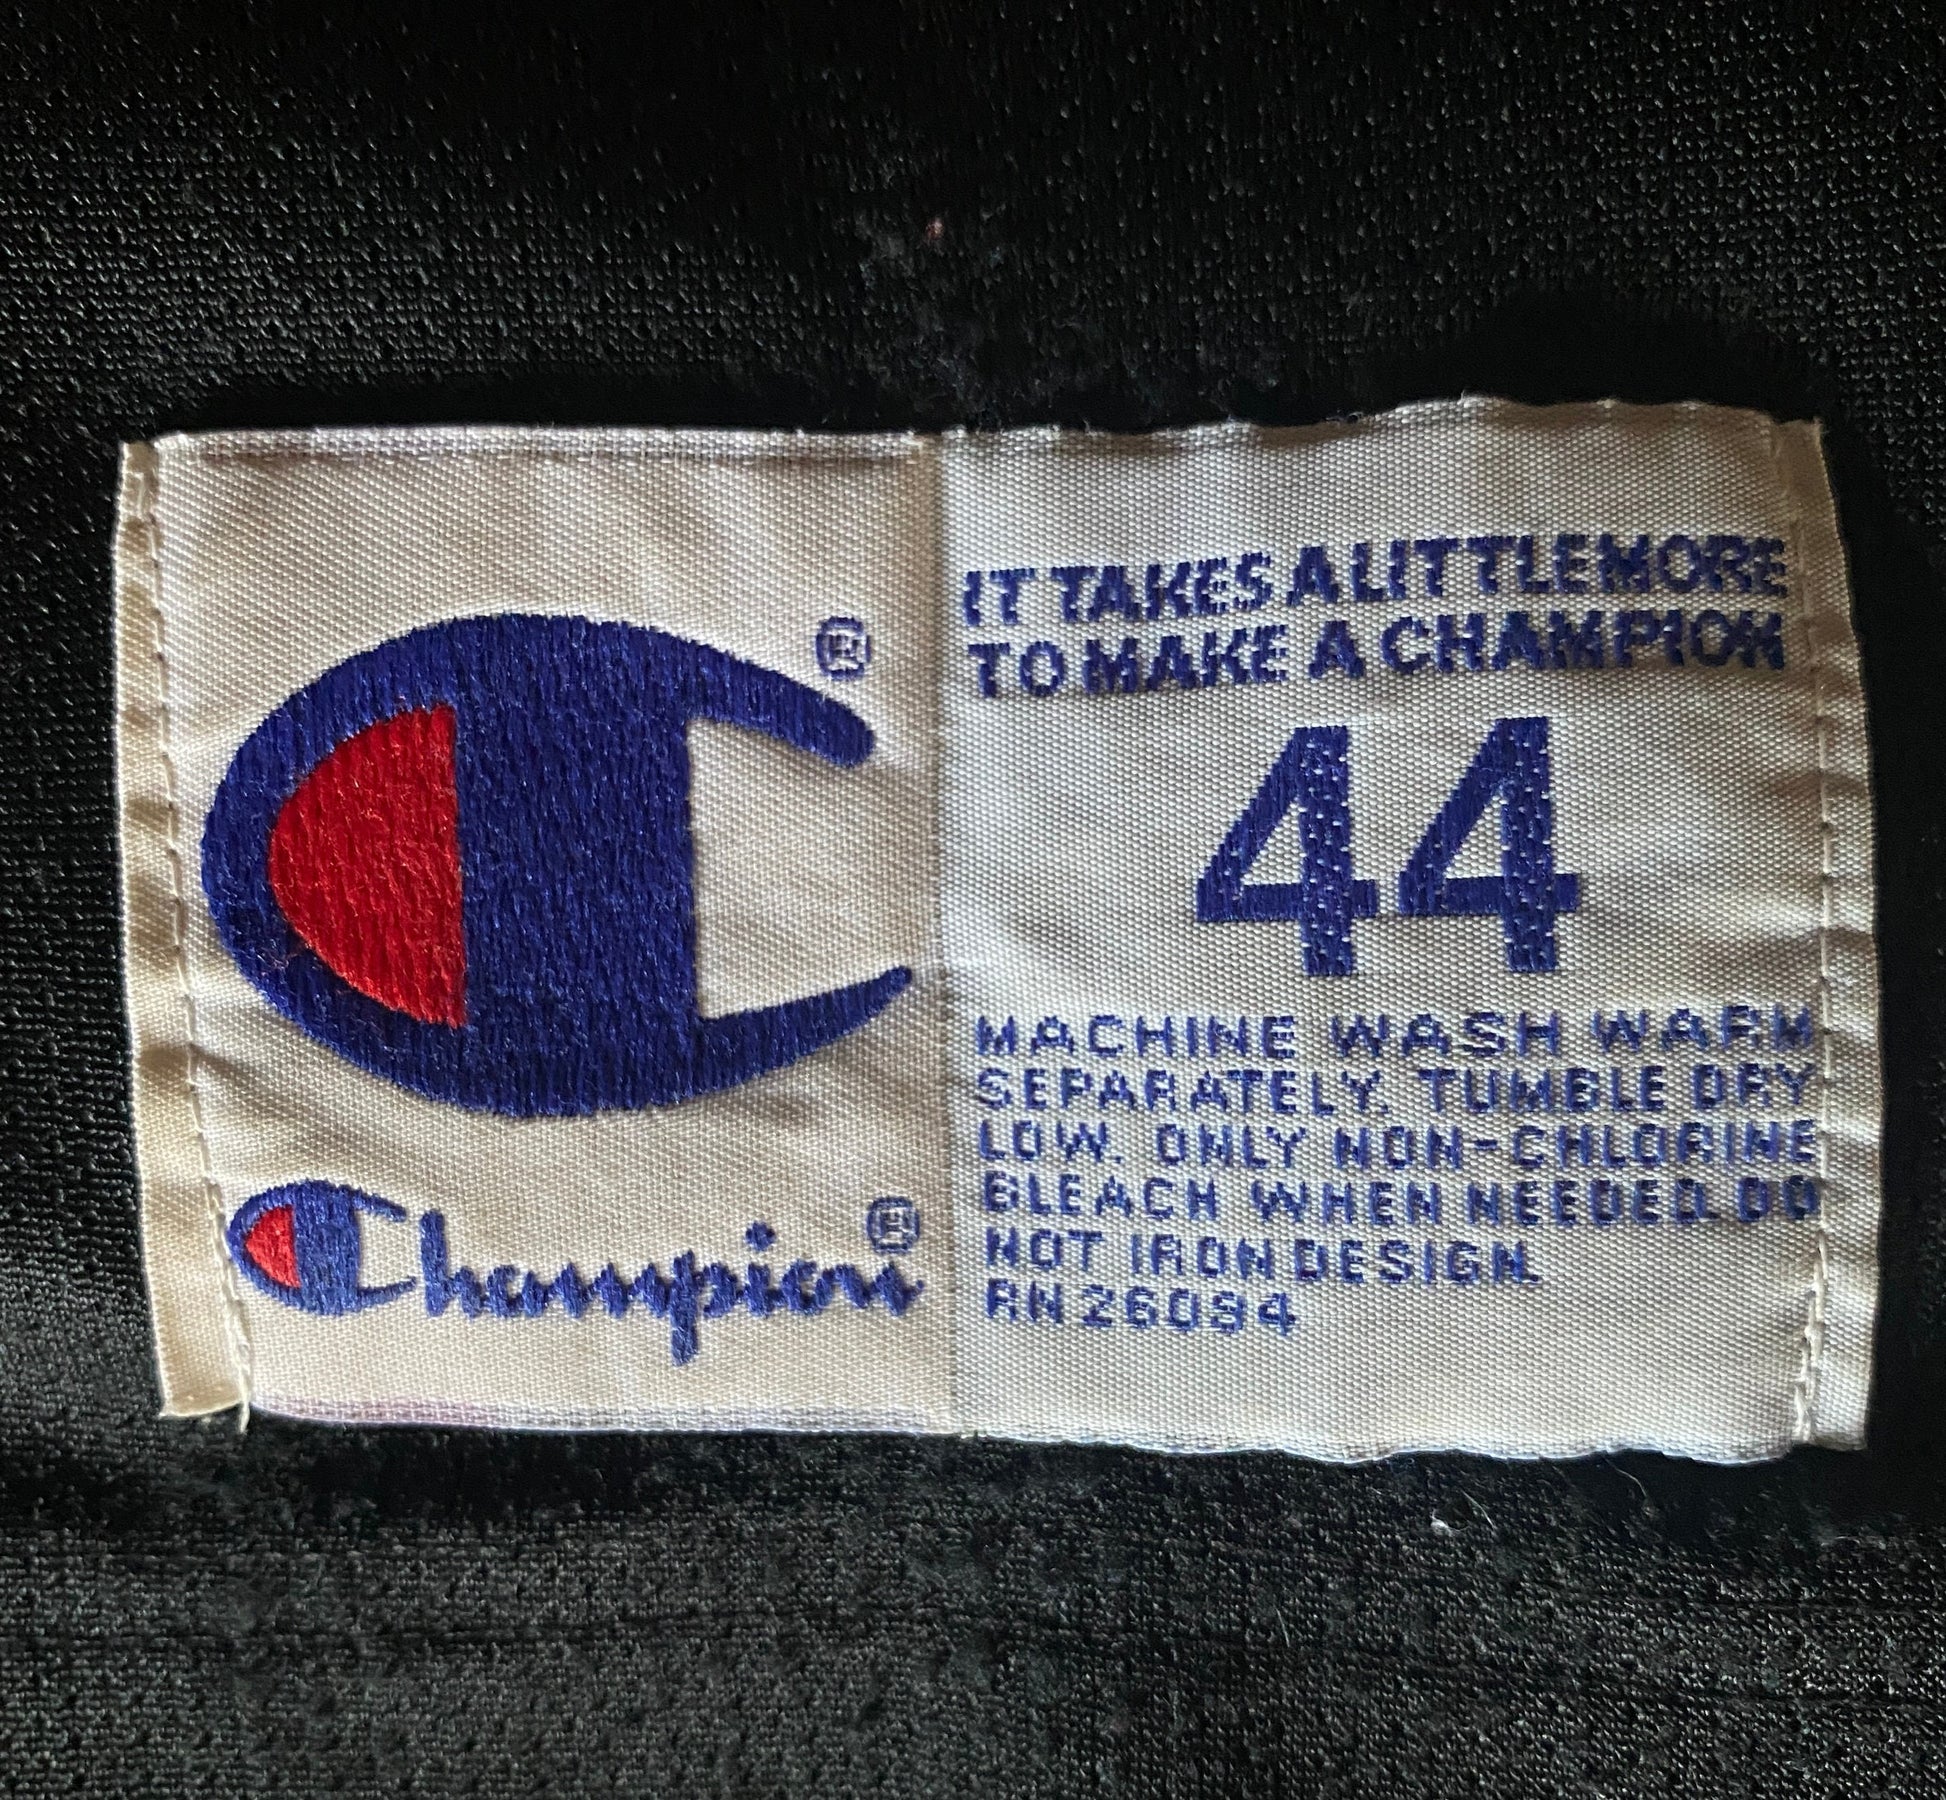 ®
Champion®
IT TAKES A LITTLE MORE
TO MAKE A CHAMPION
44
MACHINE WASH WARM
SEPARATELY. TUMBLE DRY
LOW. ONLY NON-CHLORINE
BLEACH WHEN NEEDED. DO
NOT IRON DESIGN.
RN 26094